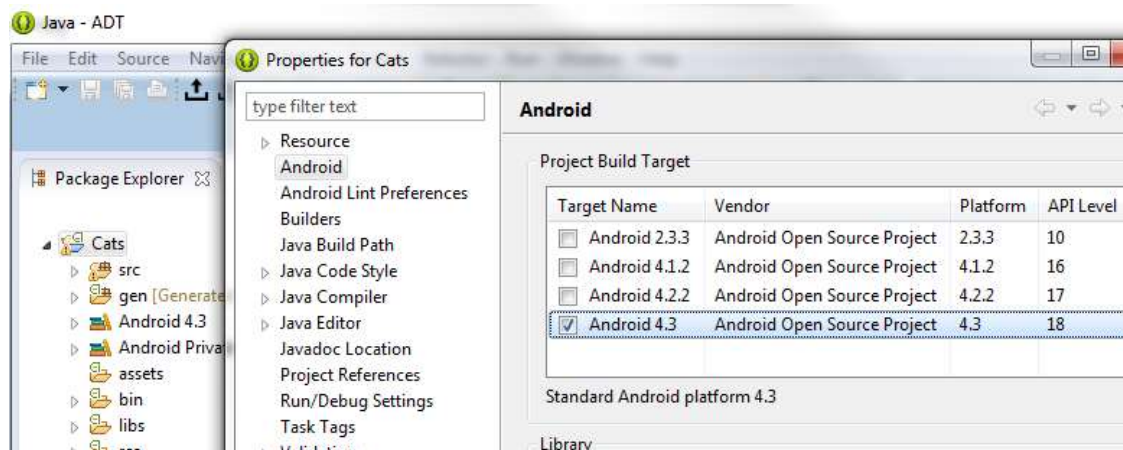 Java - ADT
File Edit Source
Properties for Cats
type filter text
Android
Resource
Android
Android Lint Preferences
Builders
Java Build Path
Java Code Style
Java Compiler
Java Editor
Javadoc Location
Project References
Run/Debug Settings
Task Tags
Package Explorer
Cats
src
gen [Generate
Android 4.3
Android Priva
assets
bin
libs
Project Build Target
Target Name Vendor Platform API Level
Android 2.3.3 Android Open Source Project 2.3.3 10
Android 4.1.2 Android Open Source Project 4.1.2 16
Android 4.2.2 Android Open Source Project 4.2.2 17
Android 4.3 Android Open Source Project 4.3 18
Standard Android platform 4.3
Library